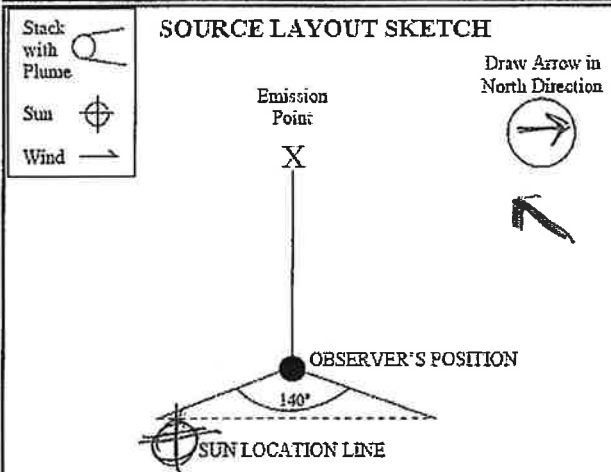 SOURCE LAYOUT SKETCH
Stack
with
Plume
Sun
Wind
Draw Arrow in
North Direction
Emission
Point
X
OBSERVER'S POSITION
140°
SUN LOCATION LINE